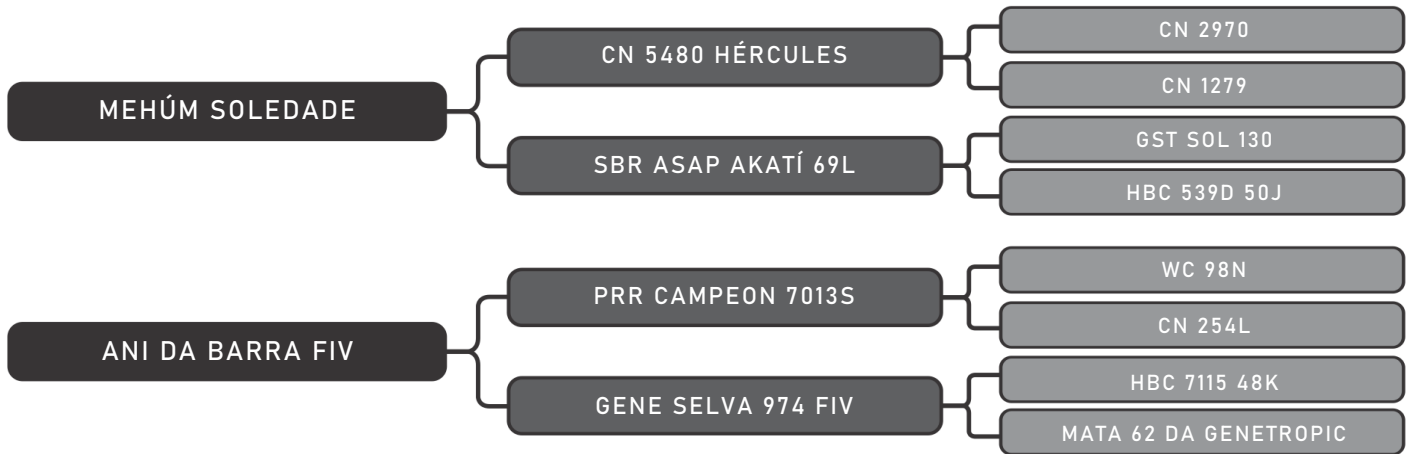 MEHÚM SOLEDADE
CN 5480 HÉRCULES
CN 2970
CN 1279
SBR ASAP AKATÍ 69L
GST SOL 130
HBC 539D 50J
ANI DA BARRA FIV
PRR CAMPEON 7013S
WC 98N
CN 254L
GENE SELVA 974 FIV
HBC 7115 48K
MATA 62 DA GENETROPIC